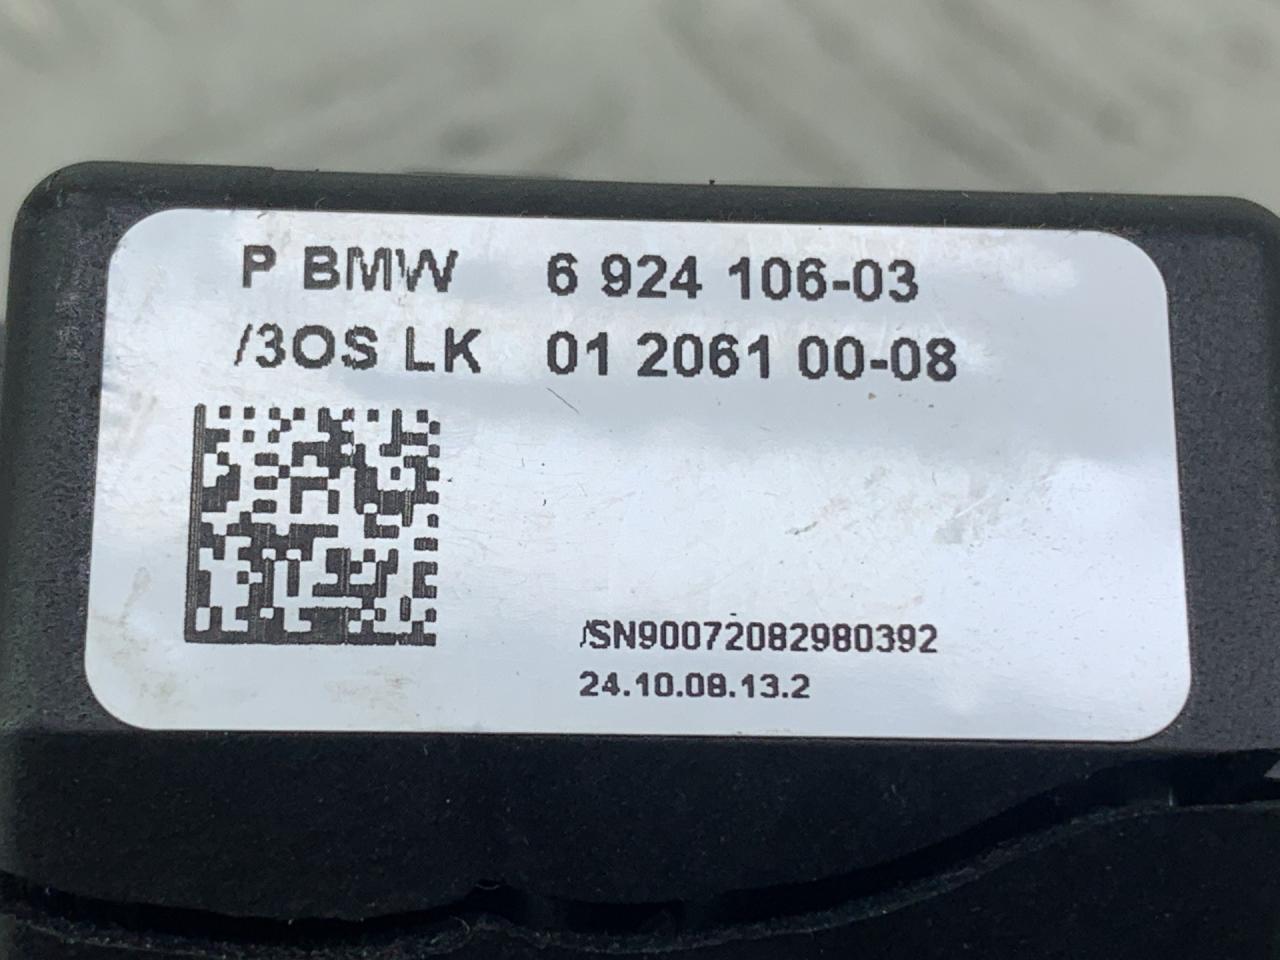 P BMW 6 924 106-03
/3OS LK 01 2061 00-08
/SN90072082980392
24.10.08.13.2